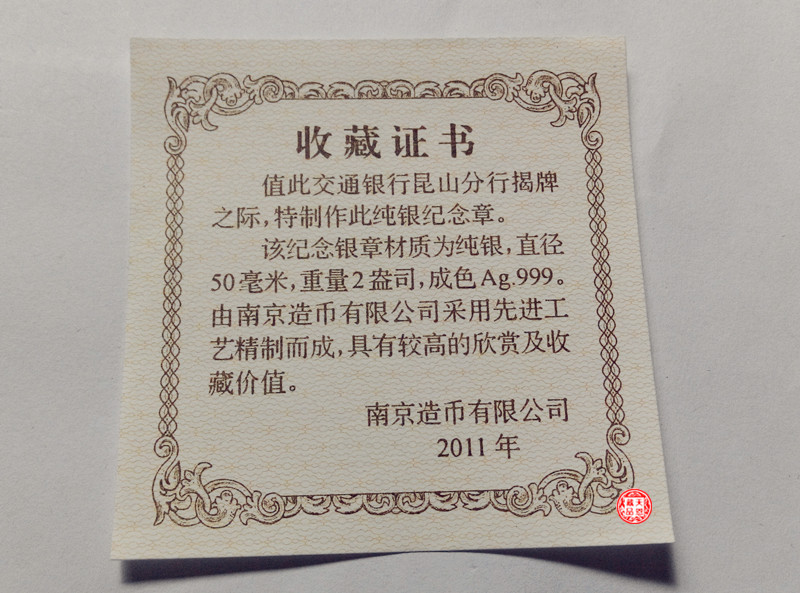 收藏证书
值此交通银行昆山分行揭牌
之际,特制作此纯银纪念章。
该纪念银章材质为纯银,直径
50毫米,重量2盎司,成色Ag.999。
由南京造币有限公司采用先进工
艺精制而成,具有较高的欣赏及收
藏价值。
南京造币有限公司
2011年